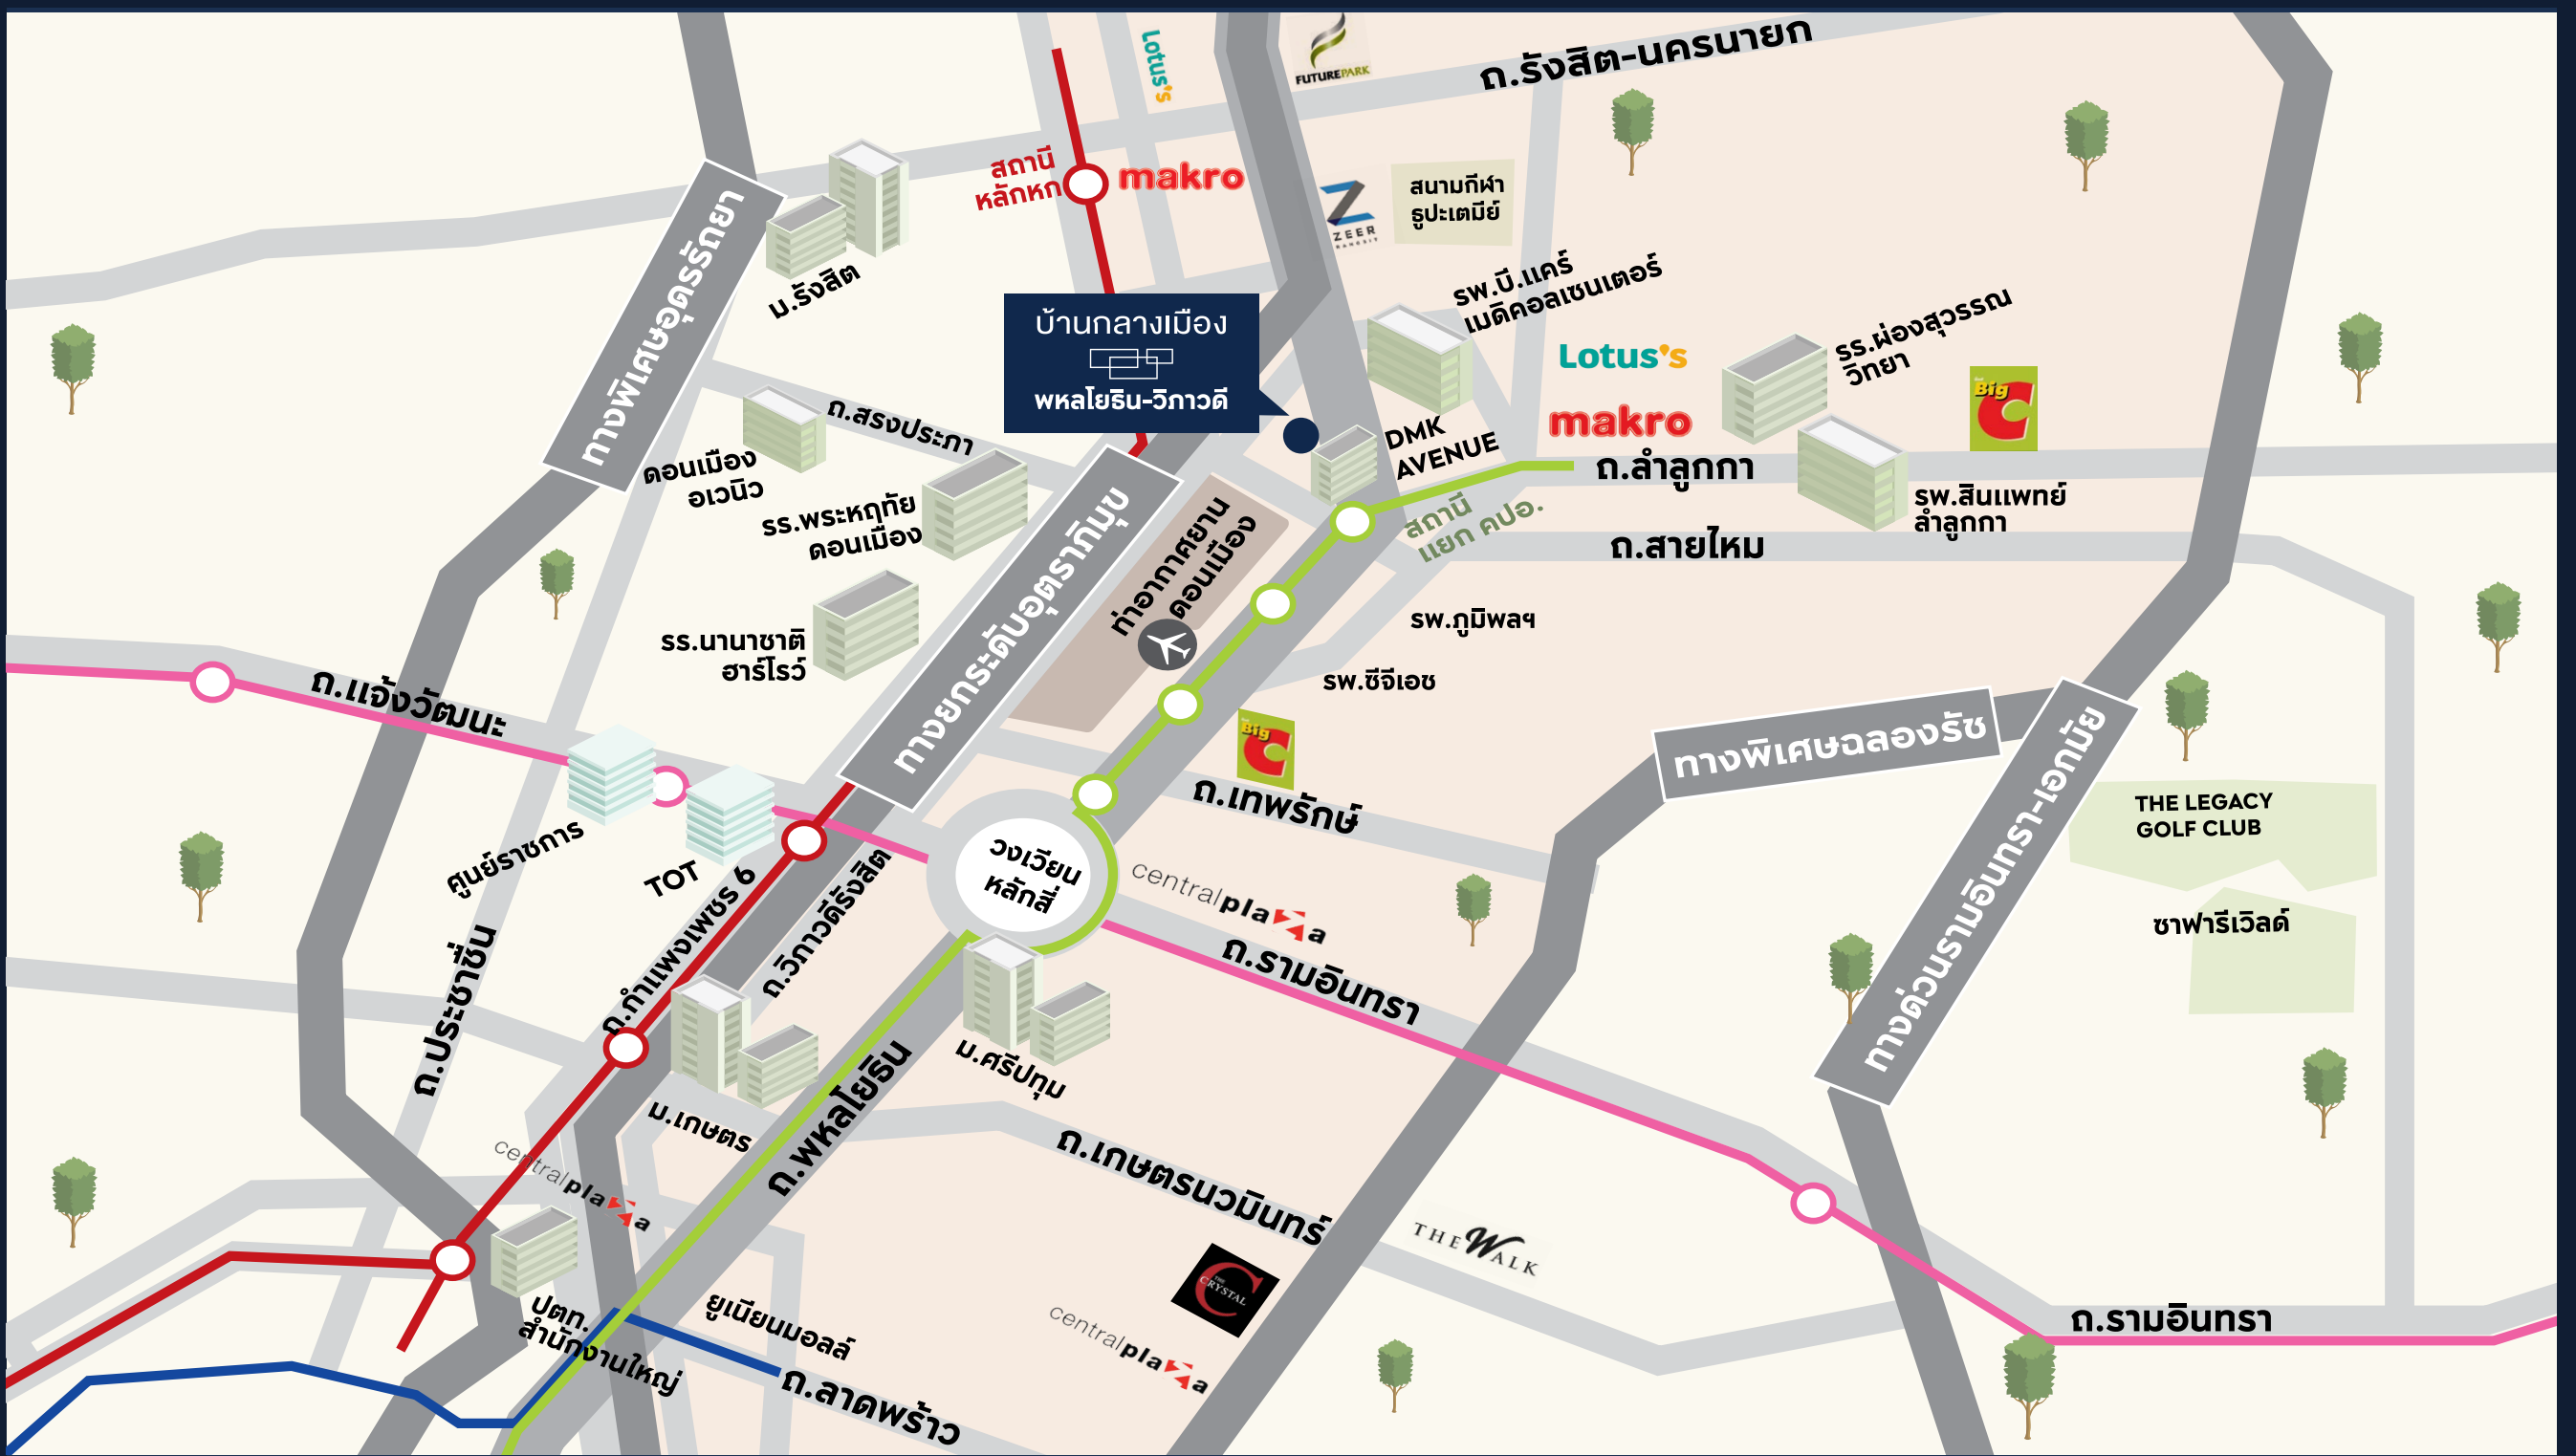 Lotus's
FUTUREPARK
ถ.รังสิต-นครนายก
สถานี
หลักหก
makro
ZEER
RANGSIT
สนามกีฬา
ธูปะเตมีย์
ทางพิเศษอุดรรัถยา
ม.รังสิต
บ้านกลางเมือง
พหลโยธิน-วิภาวดี
รพ.บี.แคร์
เมดิคอลเซนเตอร์
Lotus's
makro
รร.ผ่องสุวรรณ
วิทยา
Big
C
ถ.สรงประภา
ดอนเมือง
อเวนิว
DMK
AVENUE
ถ.ลำลูกกา
รพ.สินแพทย์
ลำลูกกา
สถานี
แยก คปอ.
รร.พระหฤทัย
ดอนเมือง
ท่าอากาศยาน
ดอนเมือง
ถ.สายไหม
ทางยกระดับอุตราภิมุข
รร.นานาชาติ
ฮาร์โรว์
รพ.ภูมิพลฯ
รพ.ซีจีเอช
ถ.แจ้งวัฒนะ
Big
C
ทางพิเศษฉลองรัช
ทางด่วนรามอินทรา-เอกมัย
ถ.เทพรักษ์
THE LEGACY
GOLF CLUB
ศูนย์ราชการ
TOT
วงเวียน
หลักสี่
centralplaza
ซาฟารีเวิลด์
ถ.ประชาชื่น
ถ.กำแพงเพชร 6
ถ.วิภาวดีรังสิต
ถ.รามอินทรา
ม.ศรีปทุม
ม.เกษตร
ถ.พหลโยธิน
ถ.เกษตรนวมินทร์
centralplaza
THE WALK
THE
CRYSTAL
ปตท.
สำนักงานใหญ่
ยูเนียนมอลล์
centralplaza
ถ.รามอินทรา
ถ.ลาดพร้าว